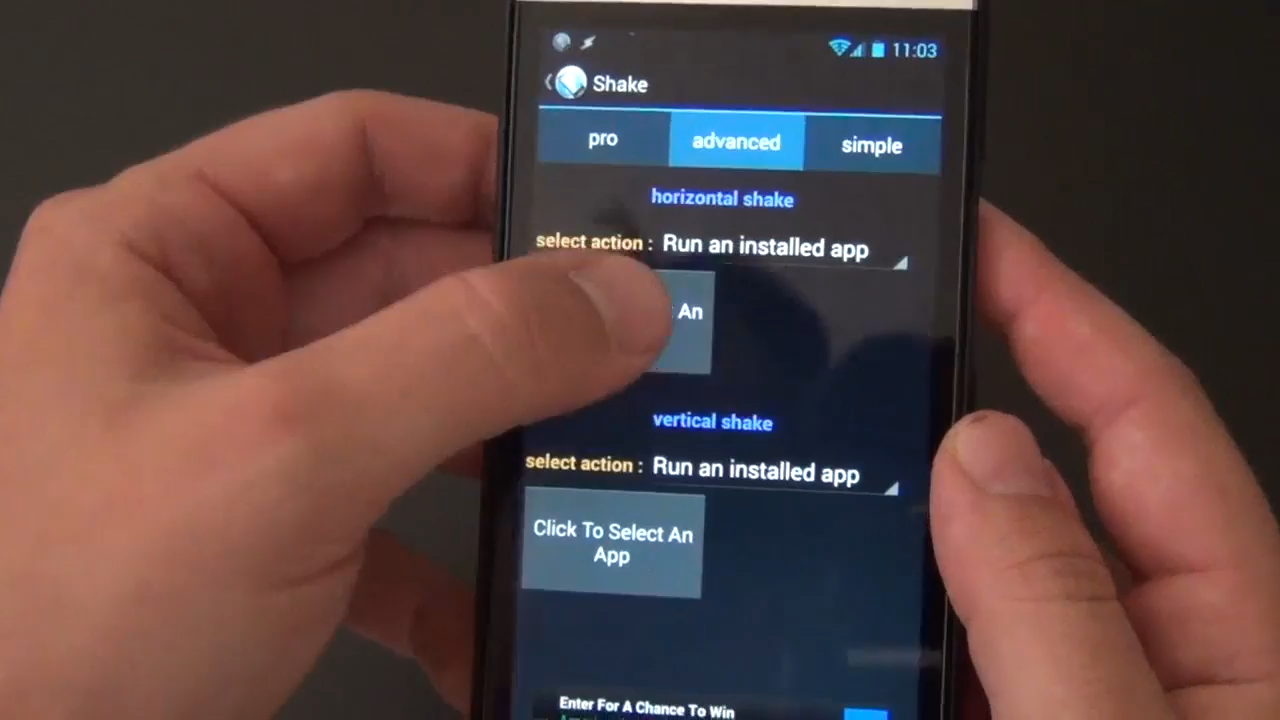 11:03
Shake
pro advanced simple
horizontal shake
select action : Run an installed app
An
vertical shake
select action : Run an installed app
Click To Select An
App
Enter For A Chance To Win